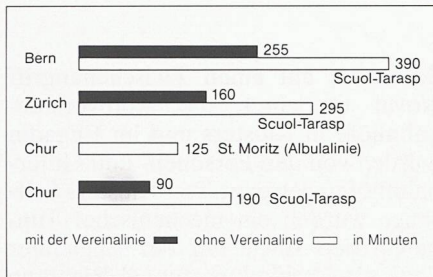 255
Bern 390
Scuol-Tarasp
160
Zürich 295
Scuol-Tarasp
Chur 125 St. Moritz (Albulalinie)
90
Chur 190 Scuol-Tarasp
mit der Vereinalinie ohne Vereinalinie in Minuten